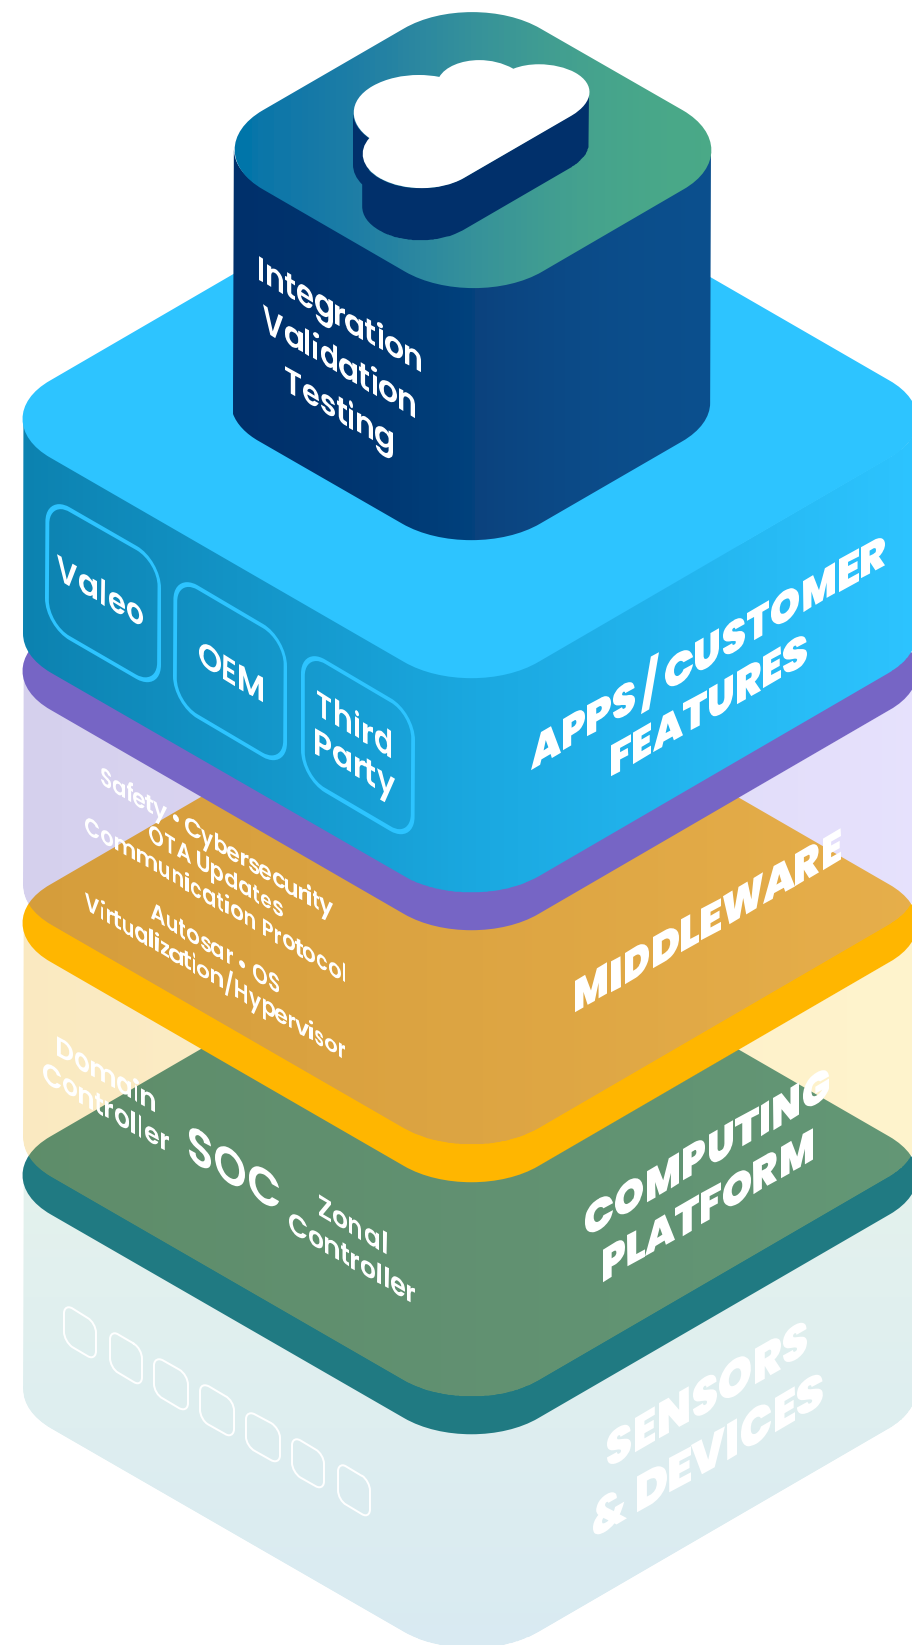 Integration
Validation
Testing
Valeo
OEM
Third
Party
APPS/CUSTOMER
FEATURES
Safety • Cybersecurity
OTA Updates
Communication Protocol
Autosar • OS
Virtualization/Hypervisor
MIDDLEWARE
Domain
Controller
SOC
Zonal
Controller
COMPUTING
PLATFORM
SENSORS
& DEVICES